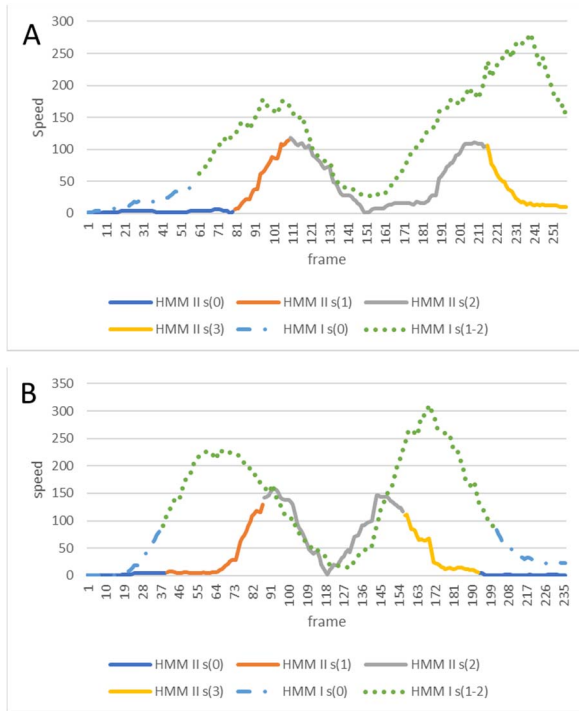 A
300
250
200
150
100
50
0
Speed
1 11 21 31 41 51 61 71 81 91 101 111 121 131 141 151 161 171 181 191 201 211 221 231 241 251
frame
HMM II s(0) HMM II s(1) HMM II s(2)
HMM II s(3) HMM I s(0) HMM I s(1-2)
B
350
300
250
200
150
100
50
0
speed
1 10 19 28 37 46 55 64 73 82 91 100 109 118 127 136 145 154 163 172 181 190 199 208 217 226 235
frame
HMM II s(0) HMM II s(1) HMM II s(2)
HMM II s(3) HMM I s(0) HMM I s(1-2)